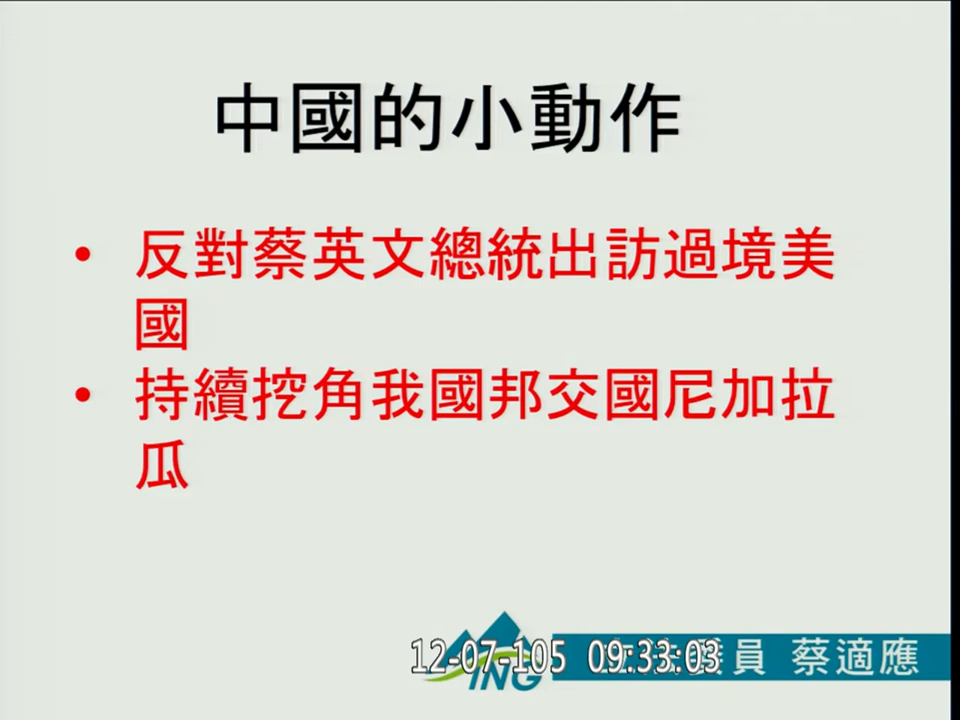 中國的小動作
• 反對蔡英文總統出訪過境美
國
• 持續挖角我國邦交國尼加拉
瓜
12-07-105 09:33:03
ING
員 蔡適應